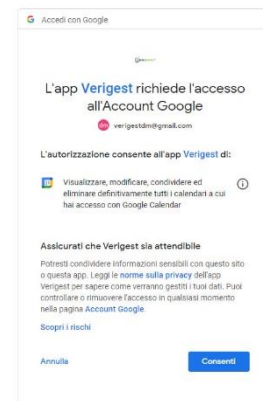 Accedi con Google
L'app Verigest richiede l'accesso
all'Account Google
dm verigestdm@gmail.com
L'autorizzazione consente all'app Verigest di:
Visualizzare, modificare, condividere ed
eliminare definitivamente tutti i calendari a cui
hai accesso con Google Calendar
Assicurati che Verigest sia attendibile
Potresti condividere informazioni sensibili con questo sito
o questa app. Leggi le norme sulla privacy dell'app
Verigest per sapere come verranno gestiti i tuoi dati. Puoi
controllare o rimuovere l'accesso in qualsiasi momento
nella pagina Account Google.
Scopri i rischi
Annulla Consenti